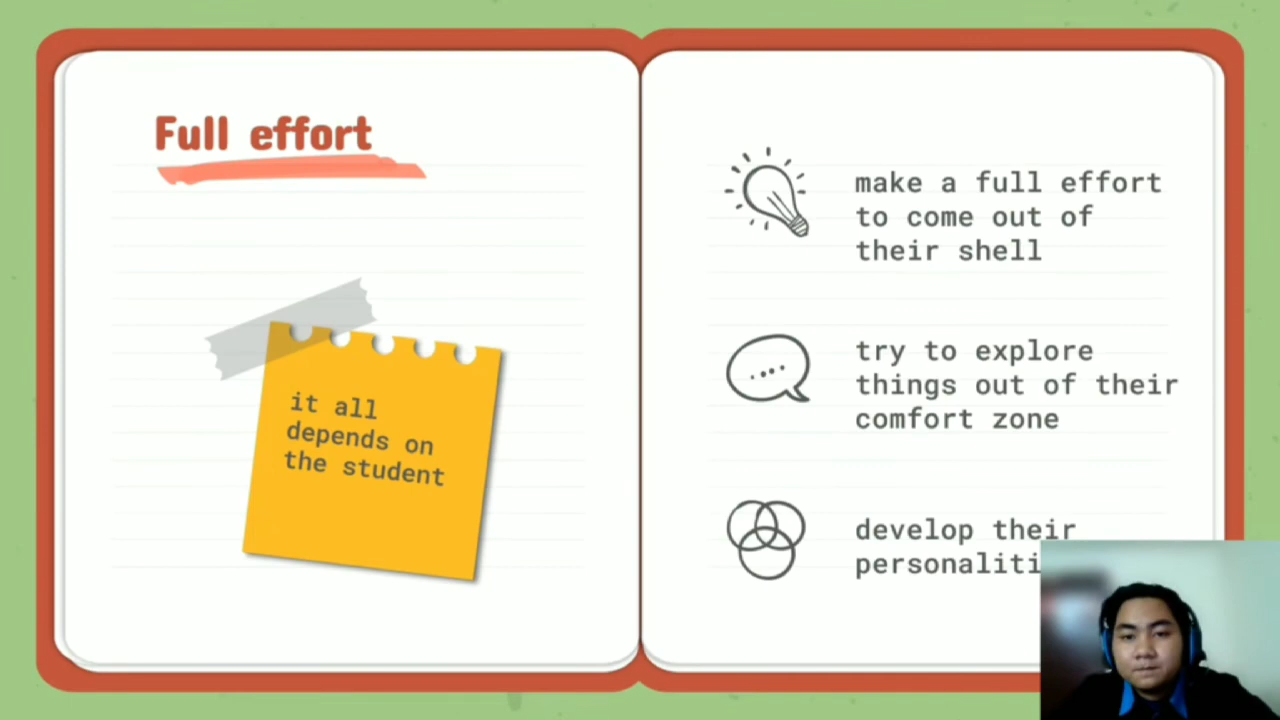 Full effort
it all
depends on
the student
make a full effort
to come out of
their shell
try to explore
things out of their
comfort zone
develop their